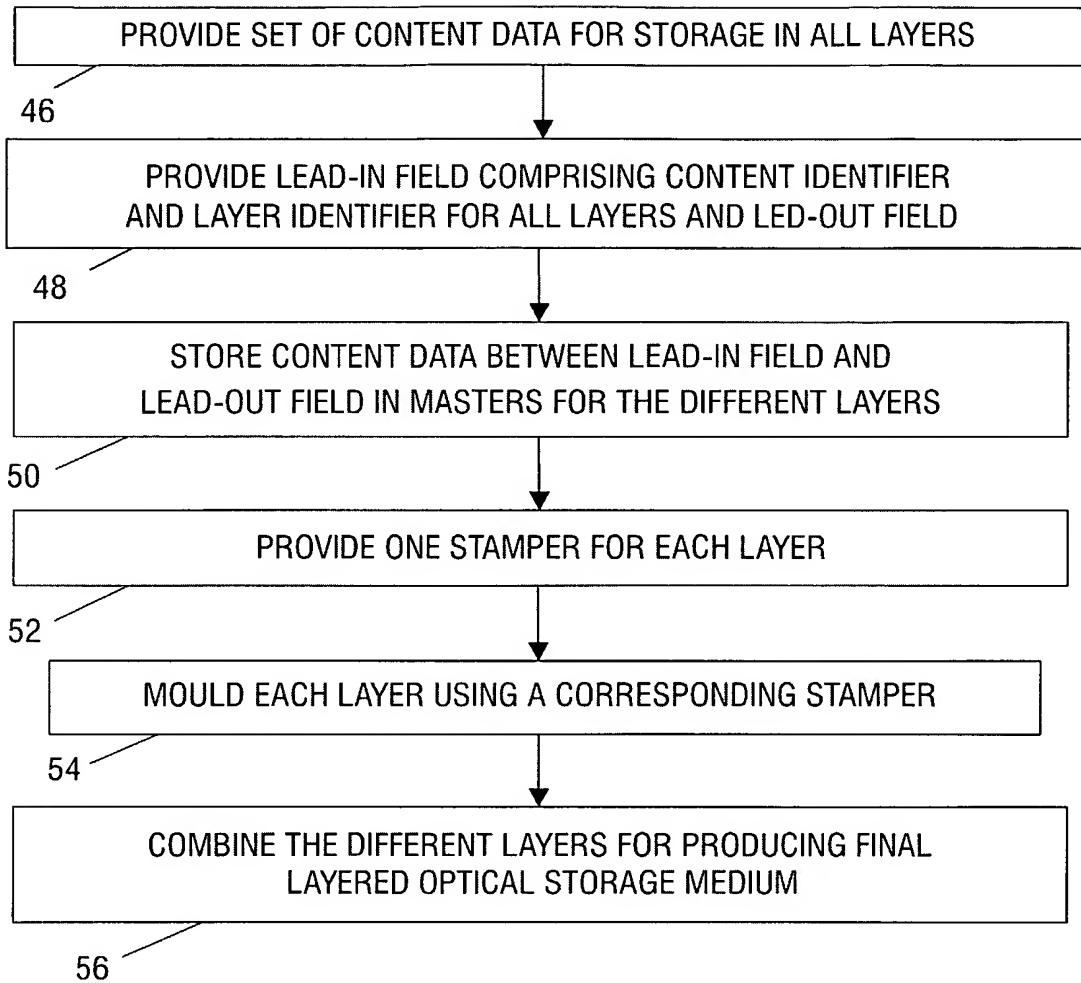 PROVIDE SET OF CONTENT DATA FOR STORAGE IN ALL LAYERS
46
PROVIDE LEAD-IN FIELD COMPRISING CONTENT IDENTIFIER
AND LAYER IDENTIFIER FOR ALL LAYERS AND LED-OUT FIELD
48
STORE CONTENT DATA BETWEEN LEAD-IN FIELD AND
LEAD-OUT FIELD IN MASTERS FOR THE DIFFERENT LAYERS
50
PROVIDE ONE STAMPER FOR EACH LAYER
52
MOULD EACH LAYER USING A CORRESPONDING STAMPER
54
COMBINE THE DIFFERENT LAYERS FOR PRODUCING FINAL
LAYERED OPTICAL STORAGE MEDIUM
56